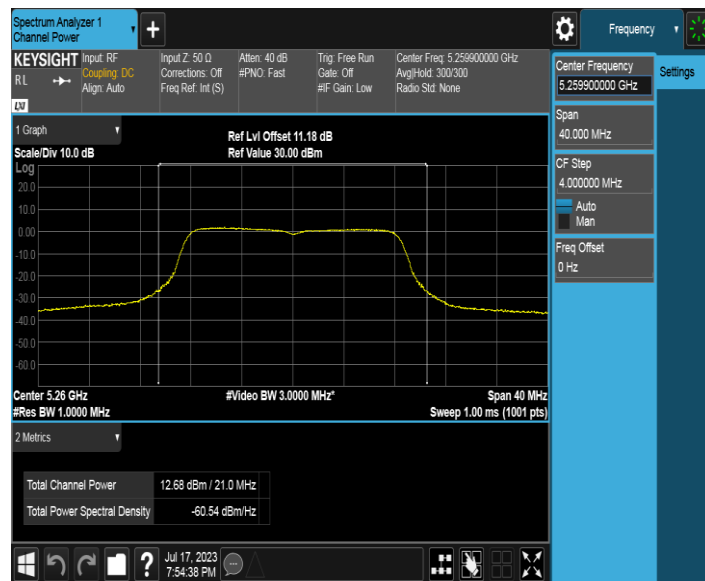 Spectrum Analyzer 1
Channel Power
+
Frequency
KEYSIGHT
RL
LXI
Input: RF
Coupling: DC
Align: Auto
Input Z: 50 Ω
Corrections: Off
Freq Ref: Int (S)
Atten: 40 dB
#PNO: Fast
Trig: Free Run
Gate: Off
#IF Gain: Low
Center Freq: 5.259900000 GHz
Avg|Hold: 300/300
Radio Std: None
Center Frequency
5.259900000 GHz
Settings
Span
40.000 MHz
CF Step
4.000000 MHz
Auto
Man
Freq Offset
0 Hz
1 Graph
Scale/Div 10.0 dB
Ref Lvl Offset 11.18 dB
Ref Value 30.00 dBm
Log
20.0
10.0
0.00
-10.0
-20.0
-30.0
-40.0
-50.0
-60.0
Center 5.26 GHz
#Video BW 3.0000 MHz*
Span 40 MHz
#Res BW 1.0000 MHz
Sweep 1.00 ms (1001 pts)
2 Metrics
Total Channel Power 12.68 dBm / 21.0 MHz
Total Power Spectral Density -60.54 dBm/Hz
?
Jul 17, 2023
7:54:38 PM